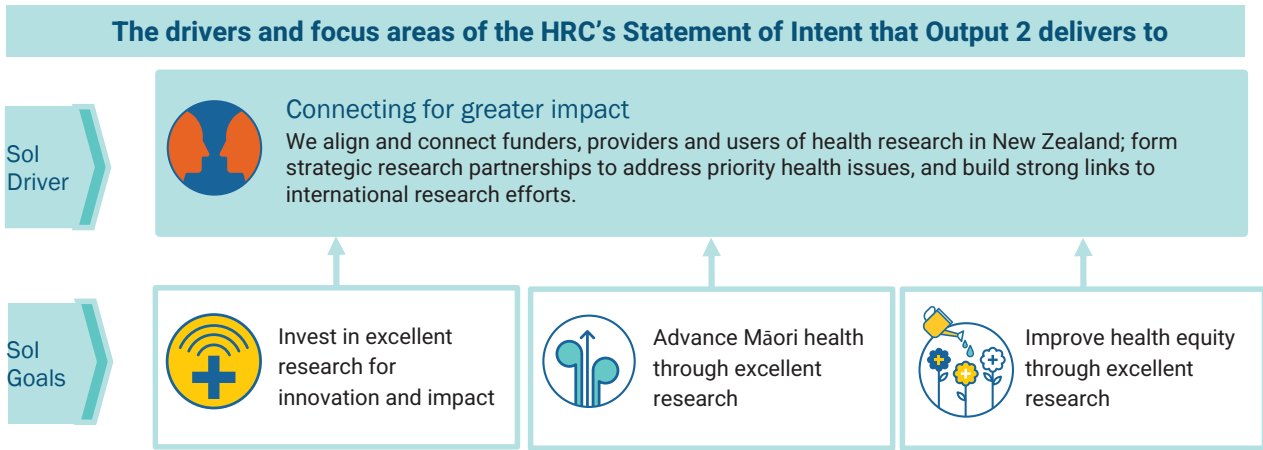 The drivers and focus areas of the HRC’s Statement of Intent that Output 2 delivers to
SoI
Driver
Connecting for greater impact
We align and connect funders, providers and users of health research in New Zealand; form
strategic research partnerships to address priority health issues, and build strong links to
international research efforts.
SoI
Goals
Invest in excellent
research for
innovation and impact
Advance Māori health
through excellent
research
Improve health equity
through excellent
research